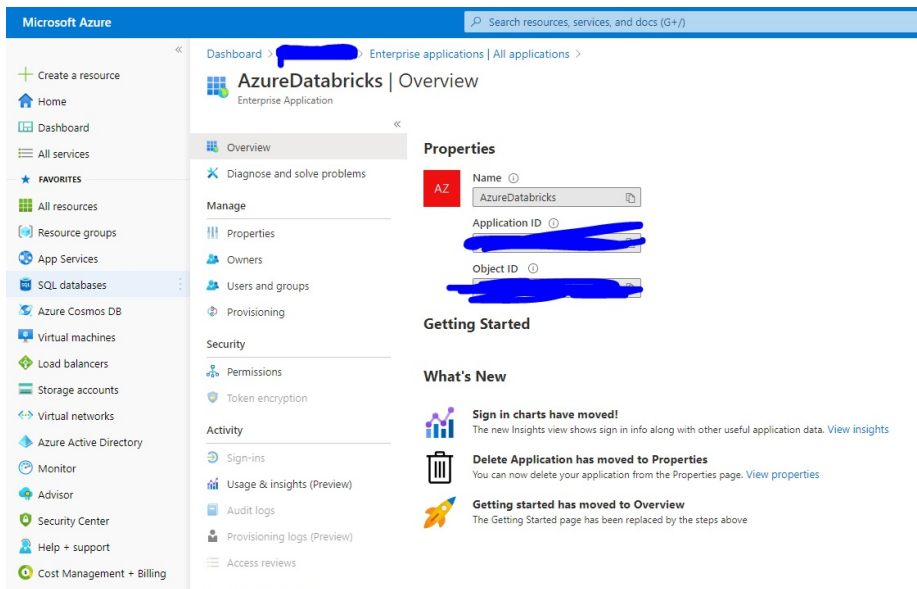 Microsoft Azure
Search resources, services, and docs (G+/)
«
Create a resource
Home
Dashboard
All services
FAVORITES
All resources
Resource groups
App Services
SQL databases
Azure Cosmos DB
Virtual machines
Load balancers
Storage accounts
Virtual networks
Azure Active Directory
Monitor
Advisor
Security Center
Help + support
Cost Management + Billing
Dashboard > > Enterprise applications | All applications >
AzureDatabricks | Overview
Enterprise Application
«
Overview
Diagnose and solve problems
Manage
Properties
Owners
Users and groups
Provisioning
Security
Permissions
Token encryption
Activity
Sign-ins
Usage & insights (Preview)
Audit logs
Provisioning logs (Preview)
Access reviews
Properties
AZ
Name
AzureDatabricks
Application ID
Object ID
Getting Started
What's New
Sign in charts have moved!
The new Insights view shows sign in info along with other useful application data. View insights
Delete Application has moved to Properties
You can now delete your application from the Properties page. View properties
Getting started has moved to Overview
The Getting Started page has been replaced by the steps above